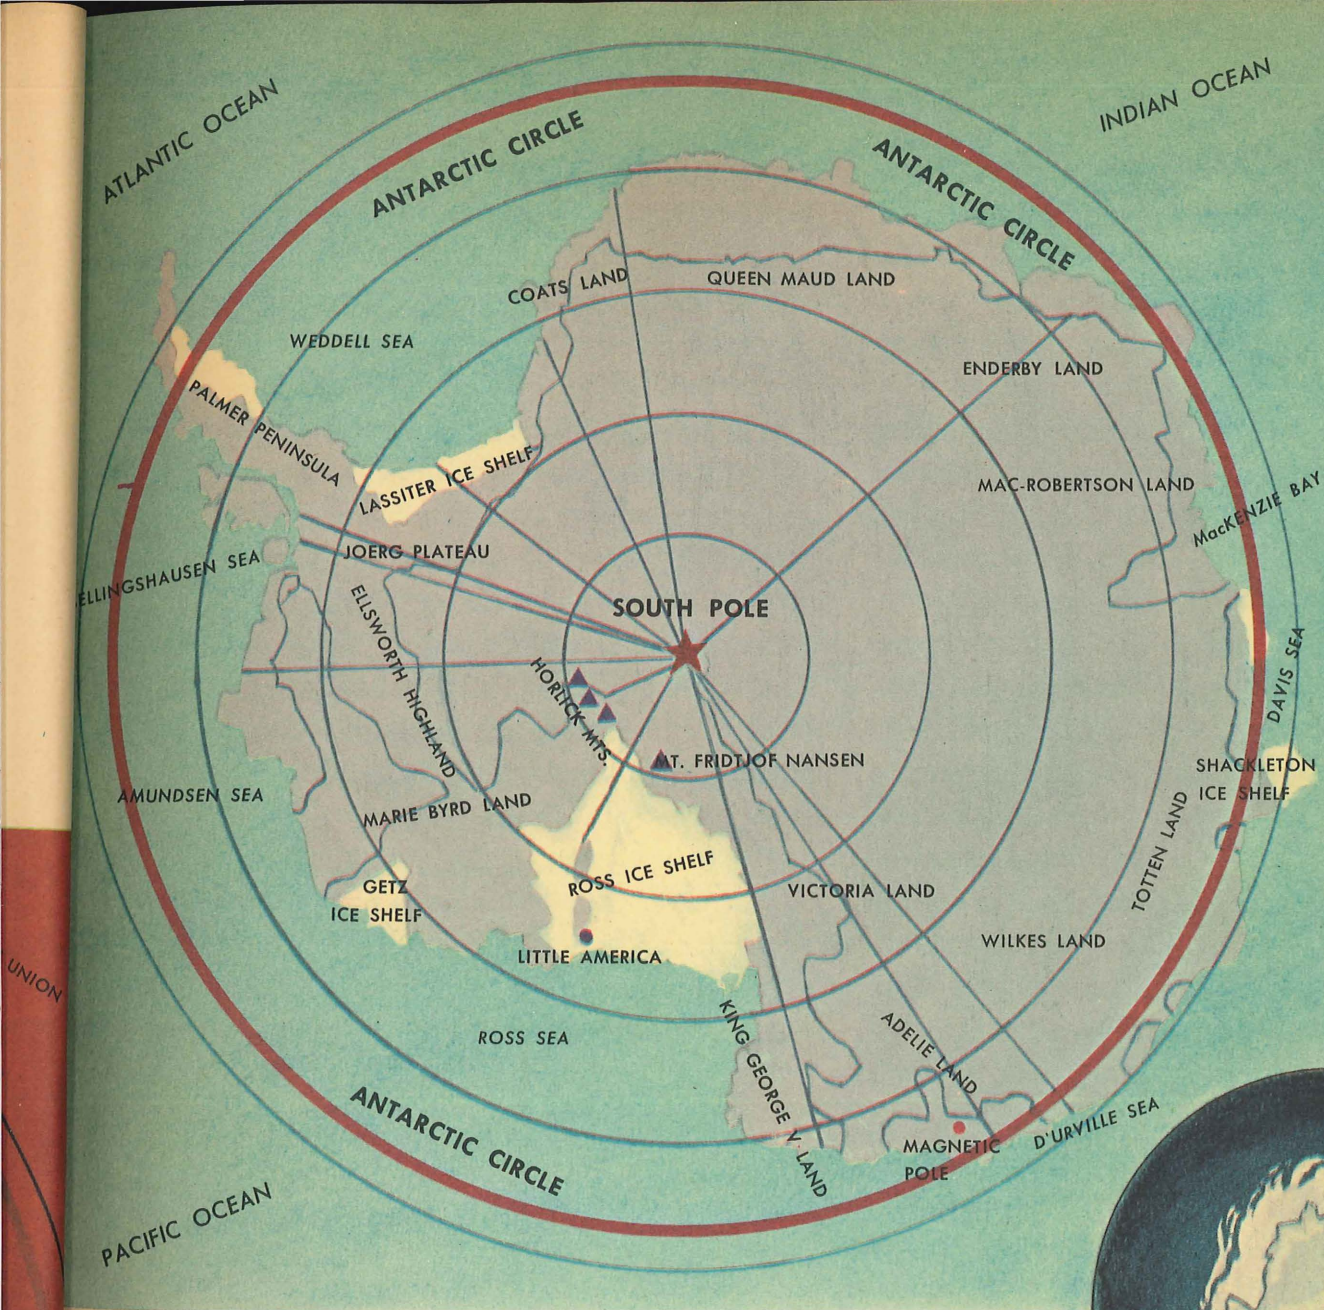 ATLANTIC OCEAN
INDIAN OCEAN
ANTARCTIC CIRCLE
ANTARCTIC CIRCLE
COATS LAND
QUEEN MAUD LAND
WEDDELL SEA
ENDERBY LAND
PALMER PENINSULA
LASSITER ICE SHELF
MAC-ROBERTSON LAND
MacKENZIE BAY
JOERG PLATEAU
ELLINGSHAUSEN SEA
SOUTH POLE
ELLSWORTH HIGHLAND
HORLICK MTS.
DAVIS SEA
MT. FRIDTJOF NANSEN
SHACKLETON
ICE SHELF
AMUNDSEN SEA
MARIE BYRD LAND
TOTTEN LAND
ROSS ICE SHELF
GETZ
ICE SHELF
VICTORIA LAND
WILKES LAND
LITTLE AMERICA
UNION
ROSS SEA
KING GEORGE V LAND
ADELIE LAND
MAGNETIC
POLE
D'URVILLE SEA
ANTARCTIC CIRCLE
PACIFIC OCEAN